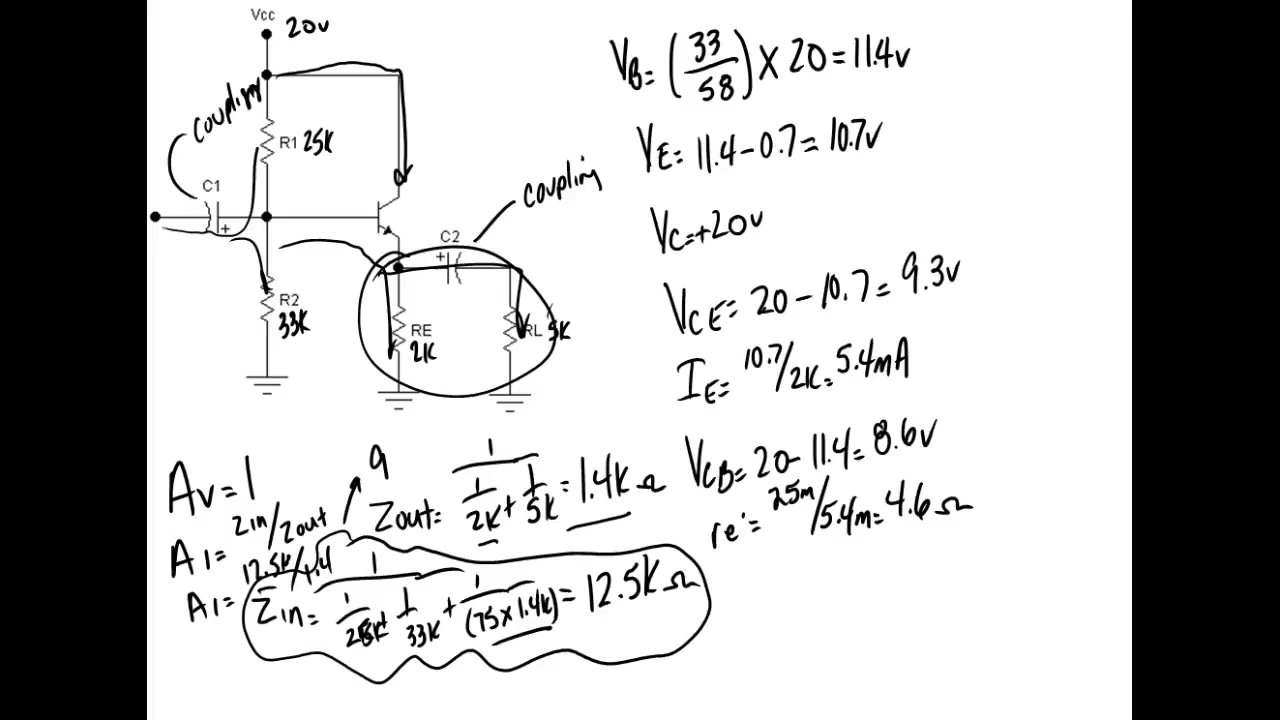 Vcc 20v
coupling
R1 25K
C1
+
coupling
C2
+
R2
33K
RE
2K
RL 5K
VB= (33/58) X 20 = 11.4v
VE= 11.4 - 0.7 = 10.7v
VC=+20v
VCE= 20 - 10.7 = 9.3v
IE= 10.7/2K= 5.4mA
VCB= 20 - 11.4 = 8.6v
re'= 25m/5.4m= 4.6Ω
Av = 1
AI= Zin/Zout
AI= 12.5K/1.4 9
Zout= 1/(1/2K + 1/5K) = 1.4KΩ
Zin= 1/(1/25K + 1/33K + 1/(75 x 1.4K)) = 12.5KΩ